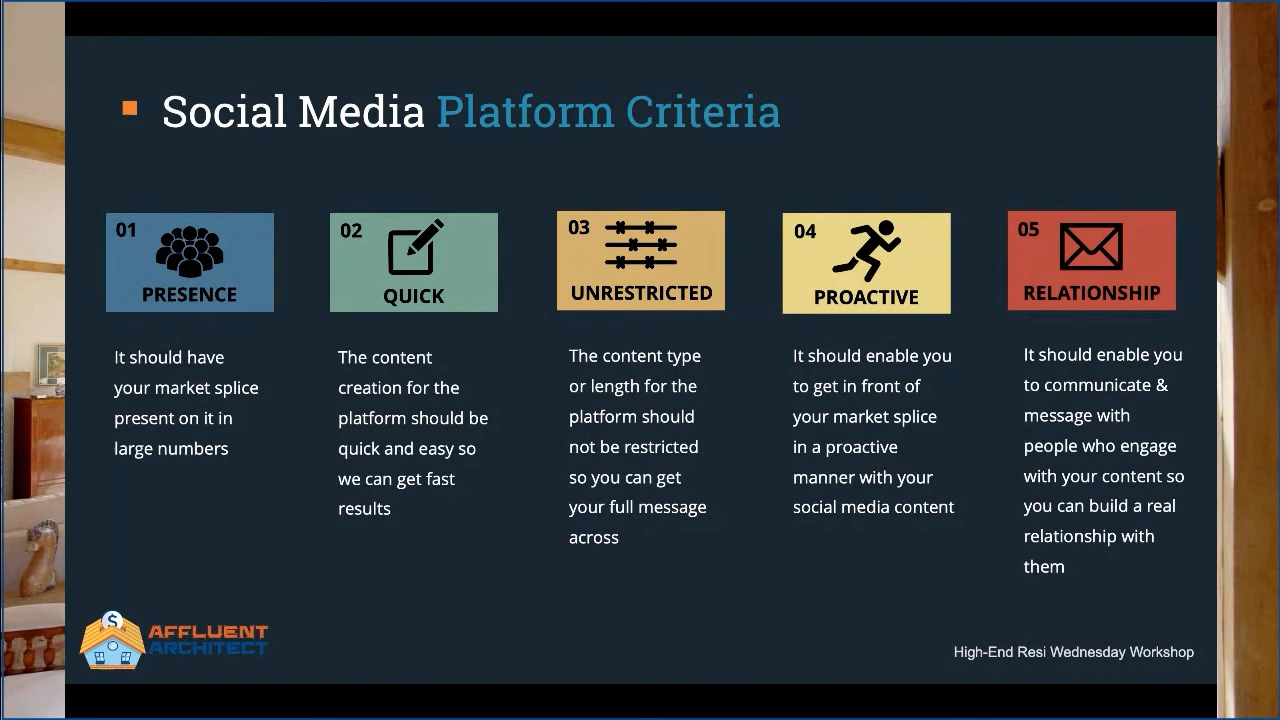 Social Media Platform Criteria
01
PRESENCE
It should have
your market splice
present on it in
large numbers
02
QUICK
The content
creation for the
platform should be
quick and easy so
we can get fast
results
03
UNRESTRICTED
The content type
or length for the
platform should
not be restricted
so you can get
your full message
across
04
PROACTIVE
It should enable you
to get in front of
your market splice
in a proactive
manner with your
social media content
05
RELATIONSHIP
It should enable you
to communicate &
message with
people who engage
with your content so
you can build a real
relationship with
them
$
AFFLUENT
ARCHITECT
High-End Resi Wednesday Workshop